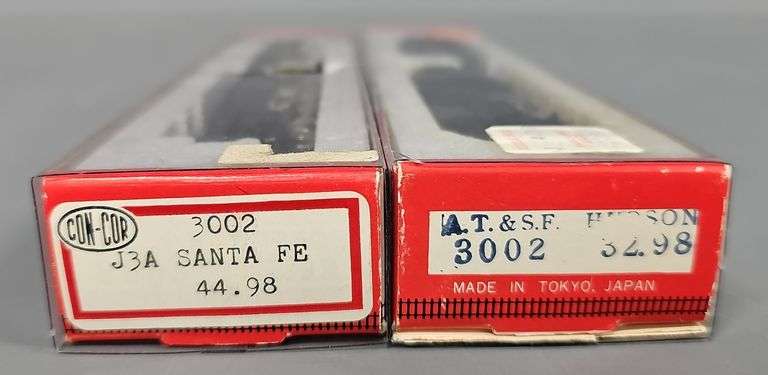 CON-COR
3002
J3A SANTA FE
44.98
A.T. & S.F. HUDSON
3002 32.98
MADE IN TOKYO, JAPAN